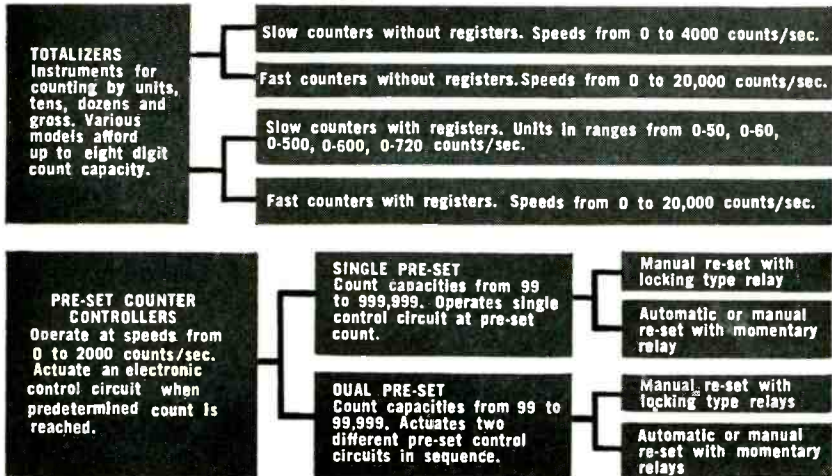 TOTALIZERS
Instruments for
counting by units,
tens, dozens and
gross. Various
models afford
up to eight digit
count capacity.
Slow counters without registers. Speeds from 0 to 4000 counts/sec.
Fast counters without registers. Speeds from 0 to 20,000 counts/sec.
Slow counters with registers. Units in ranges from 0-50, 0-60,
0-500, 0-600, 0-720 counts/sec.
Fast counters with registers. Speeds from 0 to 20,000 counts/sec.
PRE-SET COUNTER
CONTROLLERS
Operate at speeds from
0 to 2000 counts/sec.
Actuate an electronic
control circuit when
predetermined count is
reached.
SINGLE PRE-SET
Count capacities from 99
to 999,999. Operates single
control circuit at pre-set
count.
Manual re-set with
locking type relay
Automatic or manual
re-set with momentary
relay
DUAL PRE-SET
Count capacities from 99 to
99,999. Actuates two
different pre-set control
circuits in sequence.
Manual re-set with
locking type relays
Automatic or manual
re-set with momentary
relays